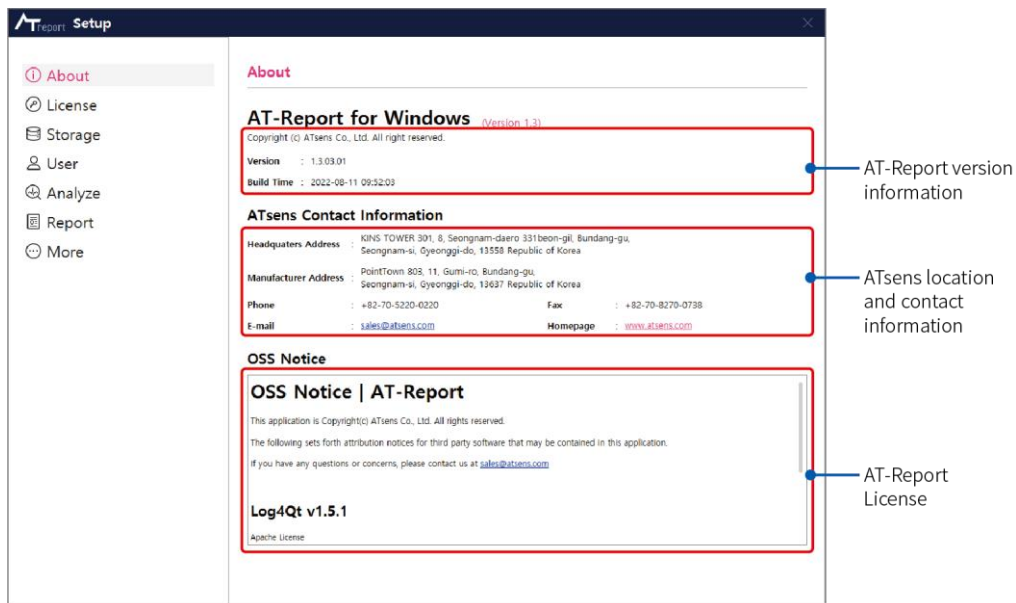 ATreport Setup
About
License
Storage
User
Analyze
Report
More
About
AT-Report for Windows (Version 1.3)
Copyright (c) ATsens Co., Ltd. All right reserved.
Version : 1.3.03.01
Build Time : 2022-08-11 09:52:03
ATsens Contact Information
Headquaters Address : KINS TOWER 301, 8, Seongnam-daero 331beon-gil, Bundang-gu,
Seongnam-si, Gyeonggi-do, 13558 Republic of Korea
Manufacturer Address : PointTown 803, 11, Gumi-ro, Bundang-gu,
Seongnam-si, Gyeonggi-do, 13637 Republic of Korea
Phone : +82-70-5220-0220 Fax : +82-70-8270-0738
E-mail : sales@atsens.com Homepage : www.atsens.com
OSS Notice
OSS Notice | AT-Report
This application is Copyright(c) ATsens Co., Ltd. All rights reserved.
The following sets forth attribution notices for third party software that may be contained in this application.
If you have any questions or concerns, please contact us at sales@atsens.com
Log4Qt v1.5.1
Apache License
AT-Report version
information
ATsens location
and contact
information
AT-Report
License